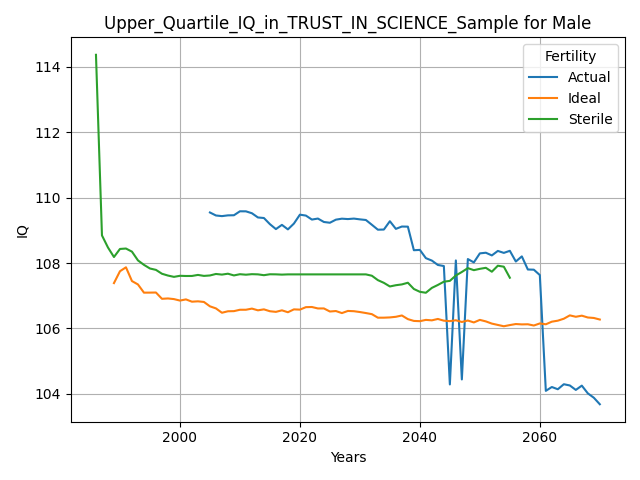 Upper_Quartile_IQ_in_TRUST_IN_SCIENCE_Sample for Male
Fertility
Actual
Ideal
Sterile
IQ
114
112
110
108
106
104
2000
2020
2040
2060
Years